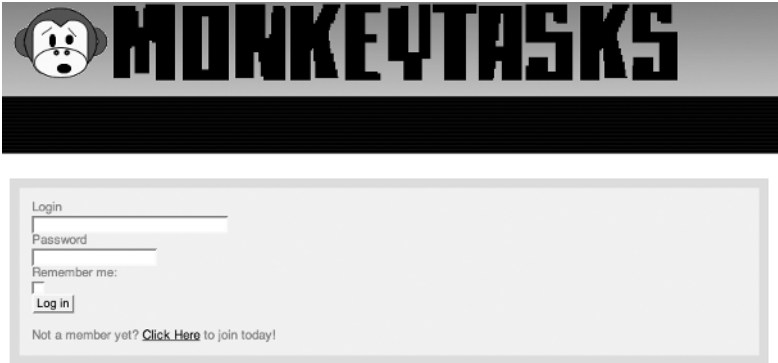 MONKEYTASKS
Login
Password
Remember me:
Log in
Not a member yet? Click Here to join today!